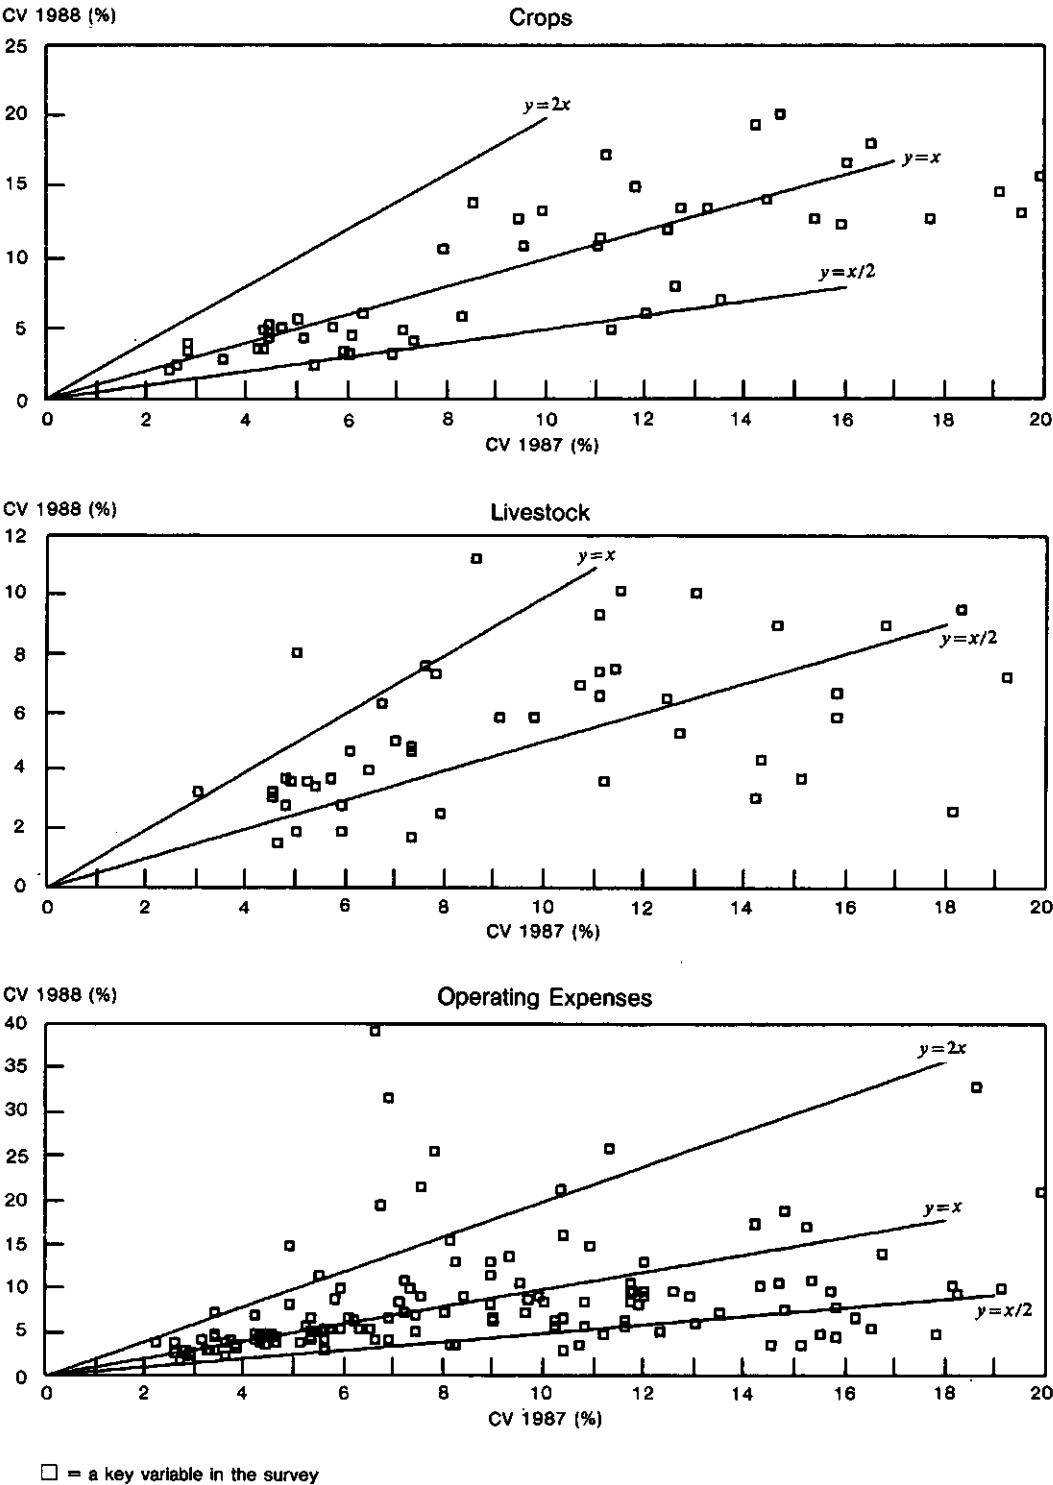 CV 1988 (%)
Crops
25
20
15
10
5
0
y=2x
y=x
y=x/2
0 2 4 6 8 10 12 14 16 18 20
CV 1987 (%)
CV 1988 (%)
Livestock
12
10
8
6
4
2
0
y=x
y=x/2
0 2 4 6 8 10 12 14 16 18 20
CV 1987 (%)
CV 1988 (%)
Operating Expenses
40
35
30
25
20
15
10
5
0
y=2x
y=x
y=x/2
0 2 4 6 8 10 12 14 16 18 20
CV 1987 (%)
= a key variable in the survey